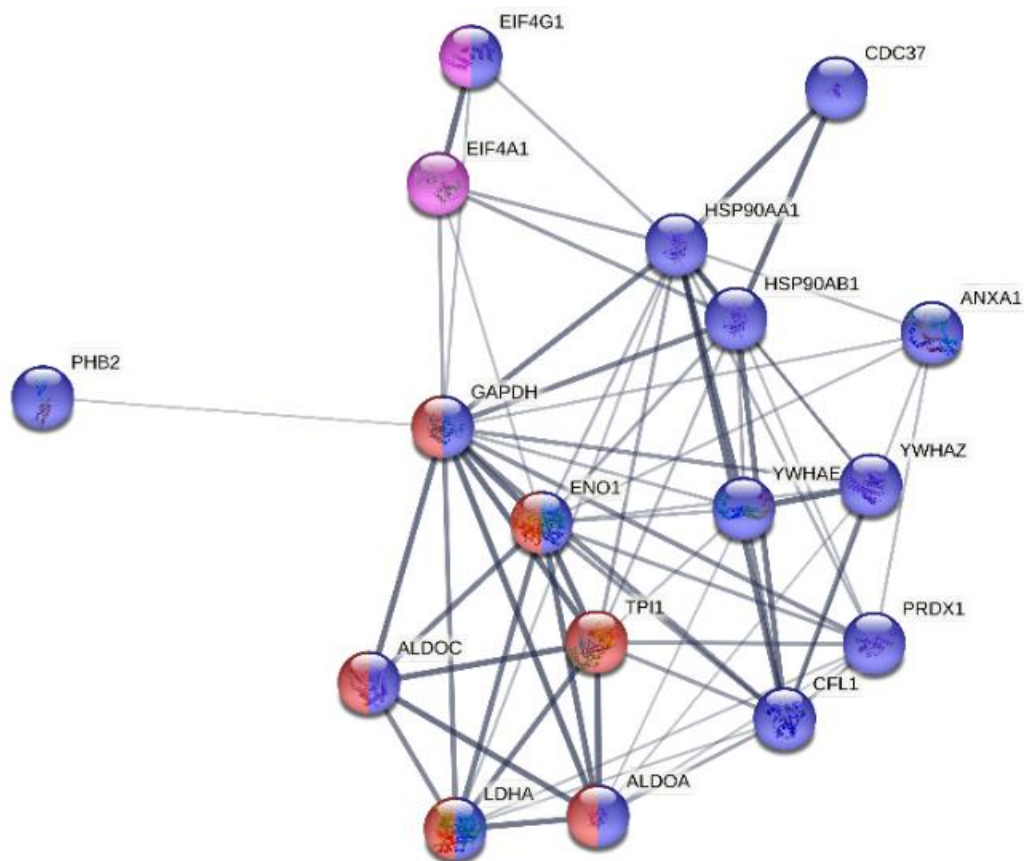 EIF4G1
CDC37
EIF4A1
HSP90AA1
HSP90AB1
ANXA1
PHB2
GAPDH
YWHAE
YWHAZ
ENO1
TPI1
PRDX1
ALDOC
CFL1
LDHA
ALDOA